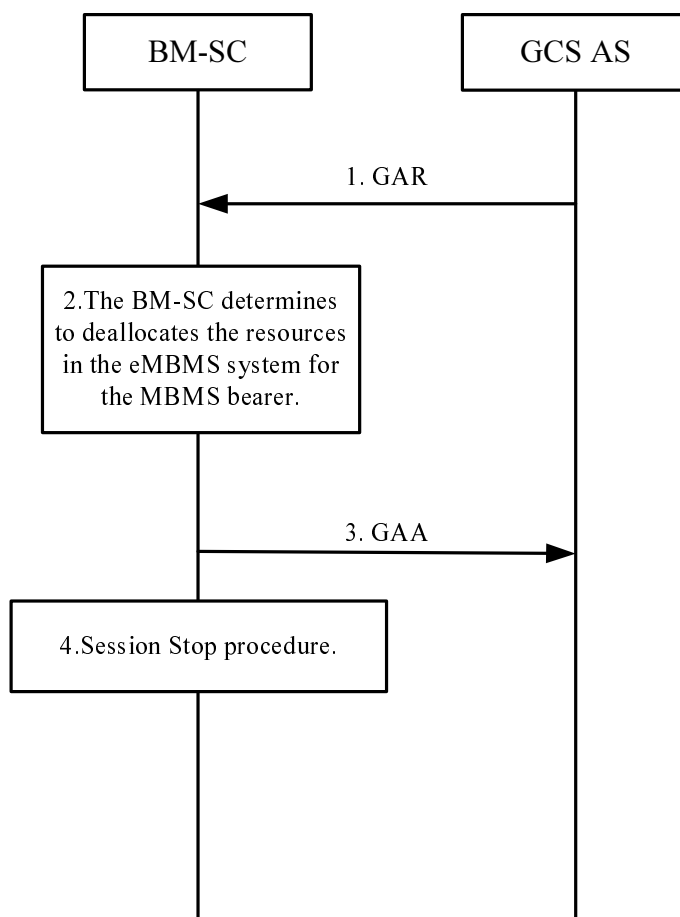 BM-SC
GCS AS
1. GAR
2.The BM-SC determines
to deallocates the resources
in the eMBMS system for
the MBMS bearer.
3. GAA
4.Session Stop procedure.